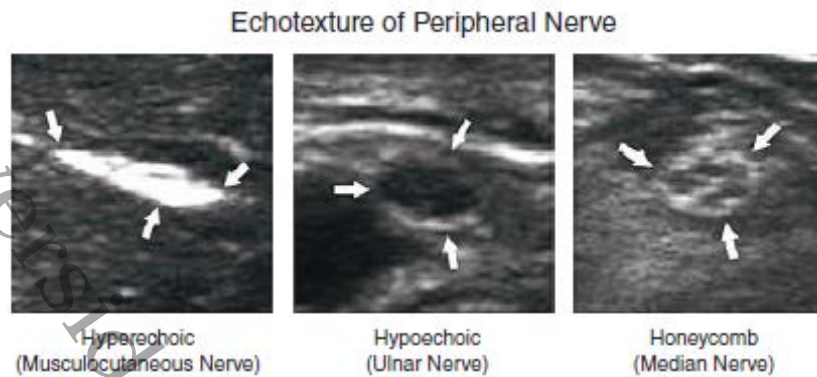 Echotexture of Peripheral Nerve
Hyperechoic
(Musculocutaneous Nerve)
Hypoechoic
(Ulnar Nerve)
Honeycomb
(Median Nerve)